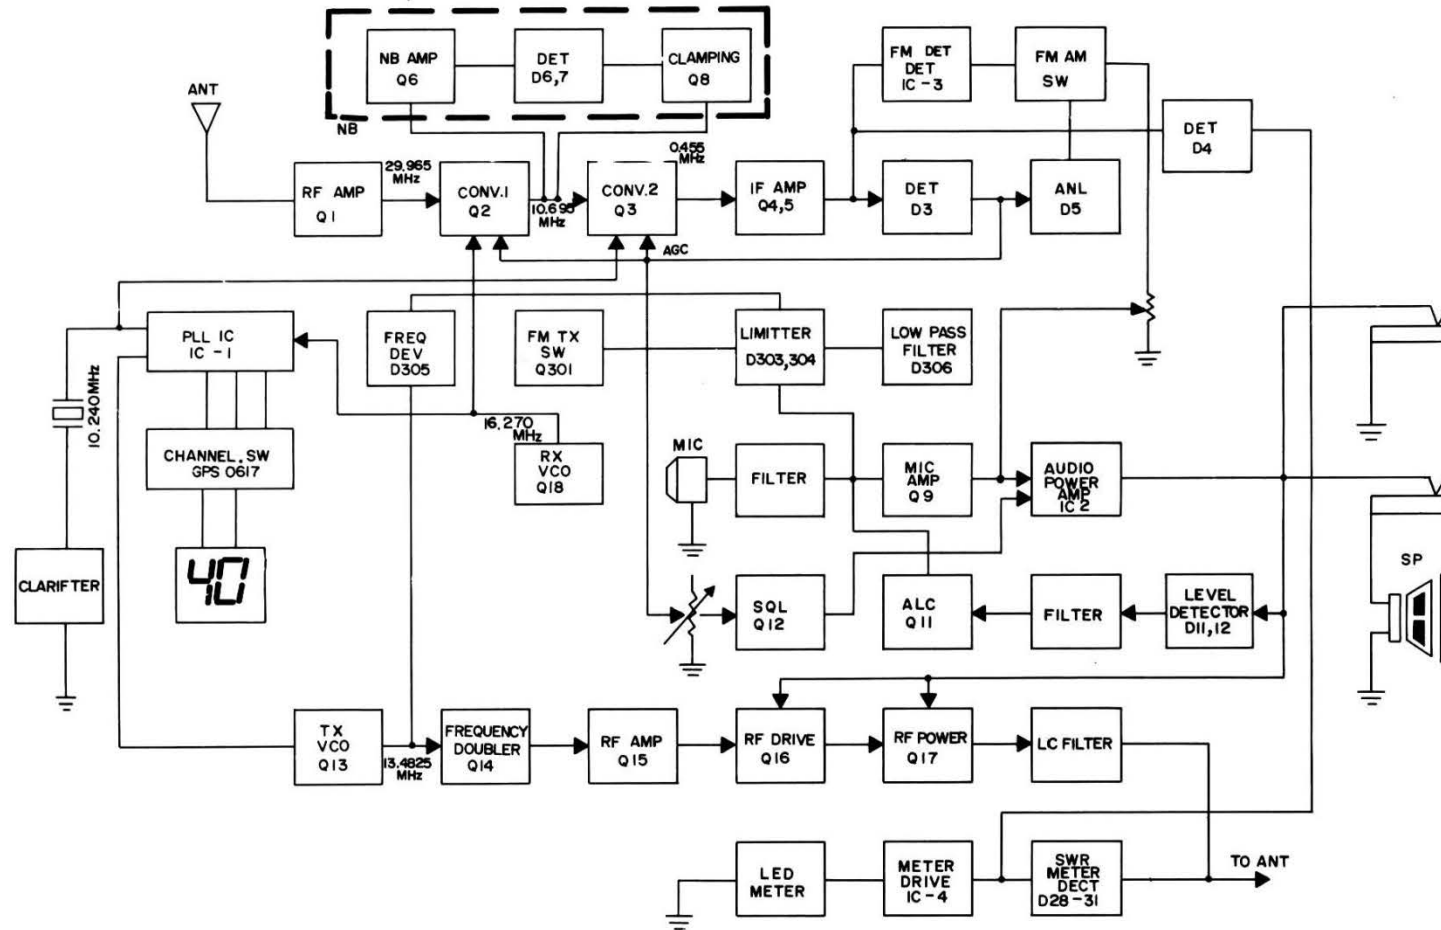 NB AMP
Q6
DET
D6,7
CLAMPING
Q8
NB
FM DET
DET
IC-3
FM AM
SW
DET
D4
ANT
29.965
MHz
0.455
MHz
RF AMP
Q1
CONV.1
Q2
10.695
MHz
CONV.2
Q3
IF AMP
Q4,5
DET
D3
ANL
D5
AGC
PLL IC
IC-1
FREQ
DEV
D305
FM TX
SW
Q301
LIMITTER
D303,304
LOW PASS
FILTER
D306
10.240MHz
16.270
MHz
CHANNEL.SW
GPS 0617
RX
VCO
Q18
MIC
FILTER
MIC
AMP
Q9
AUDIO
POWER
AMP
IC2
CLARIFTER
40
SQL
Q12
ALC
Q11
FILTER
LEVEL
DETECTOR
D11,12
SP
TX
VCO
Q13
13.4825
MHz
FREQUENCY
DOUBLER
Q14
RF AMP
Q15
RF DRIVE
Q16
RF POWER
Q17
LC FILTER
LED
METER
METER
DRIVE
IC-4
SWR
METER
DECT
D28-31
TO ANT